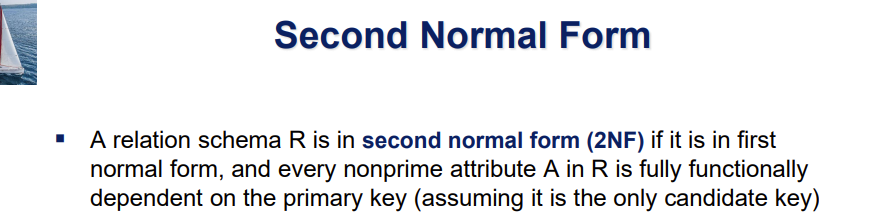 Second Normal Form
▪ A relation schema R is in second normal form (2NF) if it is in first
normal form, and every nonprime attribute A in R is fully functionally
dependent on the primary key (assuming it is the only candidate key)